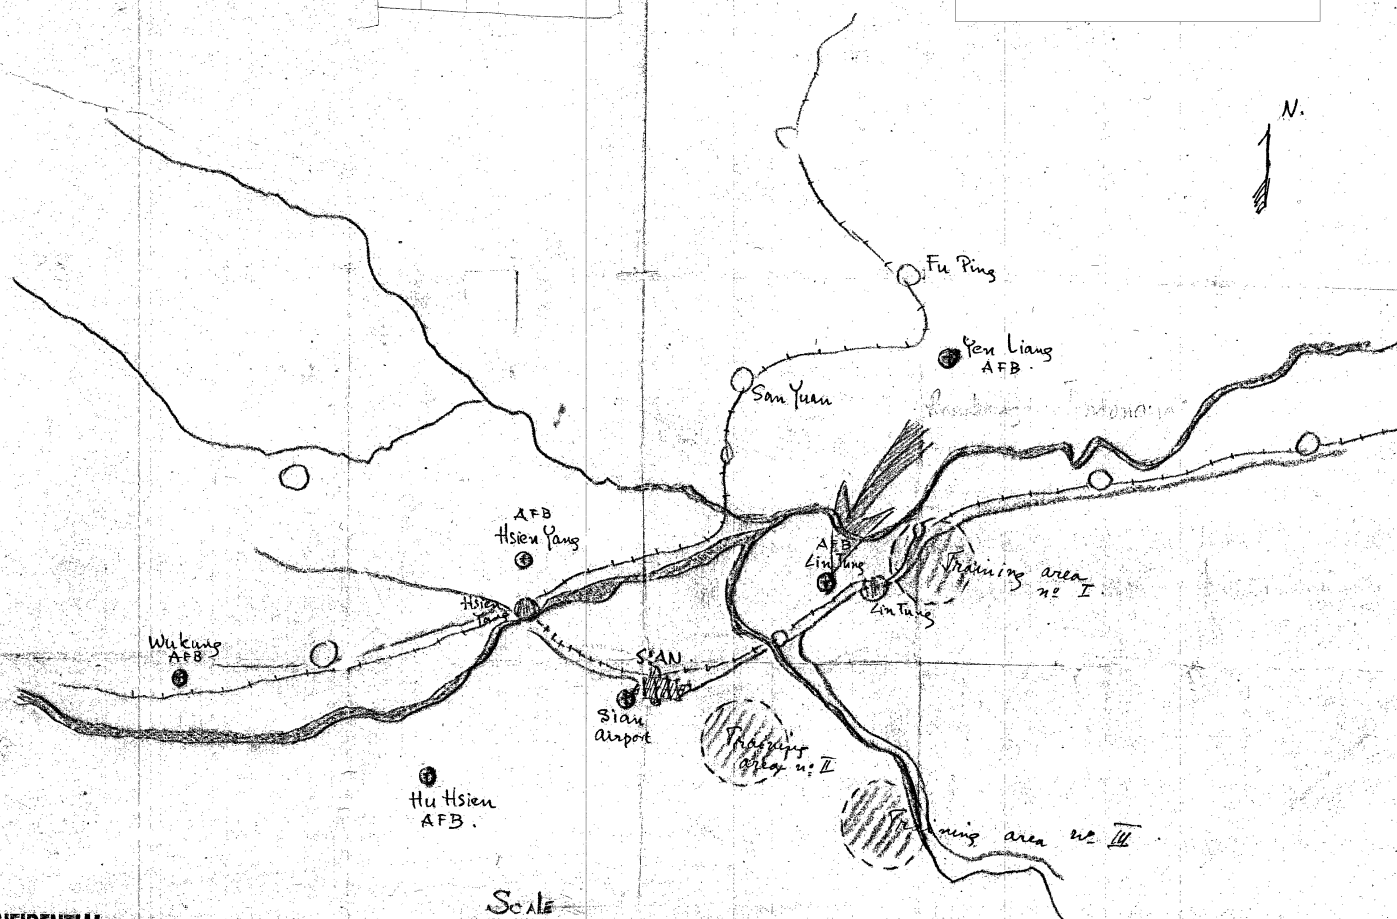 N.
Fu Ping
Yen Liang
AFB.
San Yuan
AFB
Hsien Yang
AFB
Lin Tung
Training area
nº I.
Hsien
Yang
Lin Tung
Wukung
AFB
SIAN
Sian
Airport
Training
area nº II
Hu Hsien
AFB.
Training area nº III.
SCALE